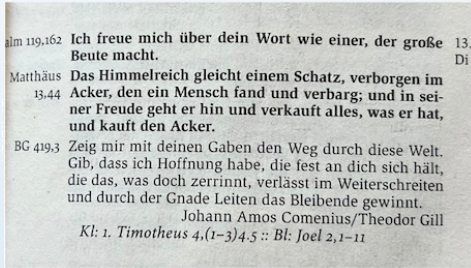 alm 119,162 Ich freue mich über dein Wort wie einer, der große
Beute macht.
Matthäus Das Himmelreich gleicht einem Schatz, verborgen im
13,44 Acker, den ein Mensch fand und verbarg; und in sei-
ner Freude geht er hin und verkauft alles, was er hat,
und kauft den Acker.
BG 419,3 Zeig mir mit deinen Gaben den Weg durch diese Welt.
Gib, dass ich Hoffnung habe, die fest an dich sich hält,
die das, was doch zerrinnt, verlässt im Weiterschreiten
und durch der Gnade Leiten das Bleibende gewinnt.
Johann Amos Comenius/Theodor Gill
Kl: 1. Timotheus 4,(1–3)4.5 :: Bl: Joel 2,1–11
13.
Di